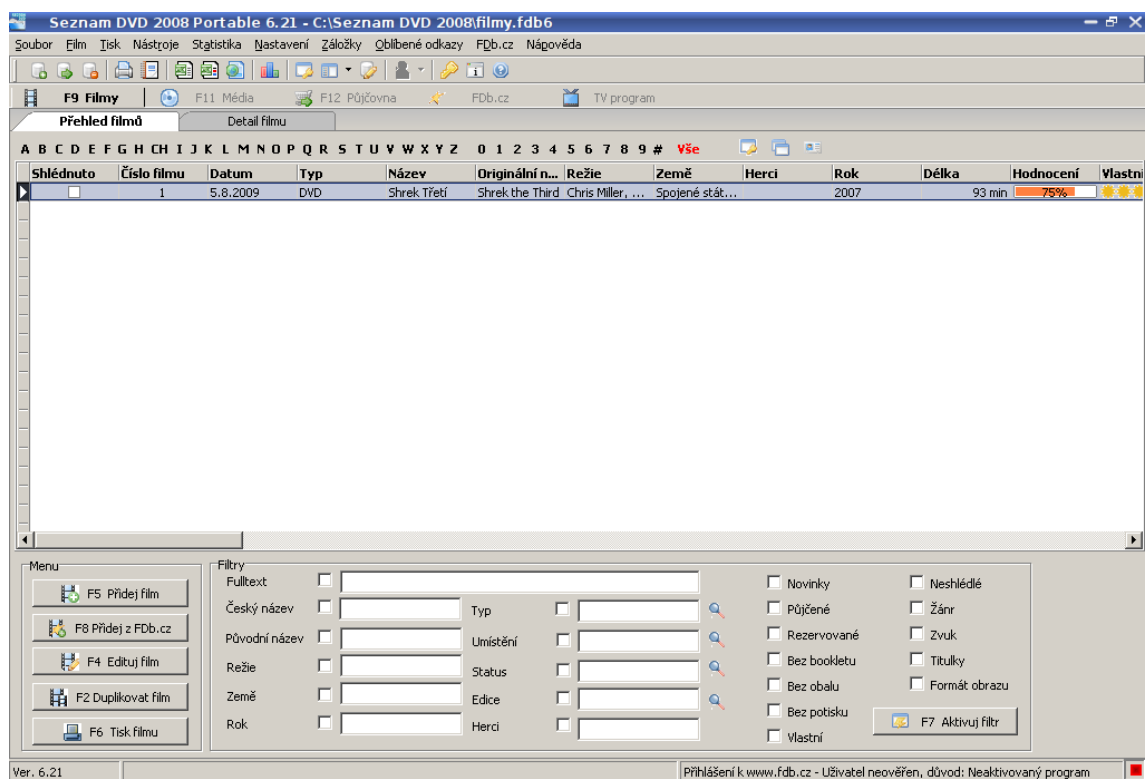 Seznam DVD 2008 Portable 6.21 - C:\Seznam DVD 2008\filmy.fdb6
Soubor Film Tisk Nástroje Statistika Nastavení Záložky Oblíbené odkazy FDb.cz Nápověda
F9 Filmy F11 Média F12 Půjčovna FDb.cz TV program
Přehled filmů Detail filmu
A B C D E F G H CH I J K L M N O P Q R S T U V W X Y Z 0 1 2 3 4 5 6 7 8 9 # Vše
Shlédnuto Číslo filmu Datum Typ Název Originální n... Režie Země Herci Rok Délka Hodnocení Vlastní
1 5.8.2009 DVD Shrek Třetí Shrek the Third Chris Miller, ... Spojené stát... 2007 93 min 75%
Menu
F5 Přidej film
F8 Přidej z FDb.cz
F4 Edituj film
F2 Duplikovat film
F6 Tisk filmu
Filtry
Fulltext
Český název
Původní název
Režie
Země
Rok
Typ
Umístění
Status
Edice
Herci
Novinky
Půjčené
Rezervované
Bez bookletu
Bez obalu
Bez potisku
Vlastní
Neshlédlé
Žánr
Zvuk
Titulky
Formát obrazu
F7 Aktivuj filtr
Ver. 6.21 Přihlášení k www.fdb.cz - Uživatel neověřen, důvod: Neaktivovaný program